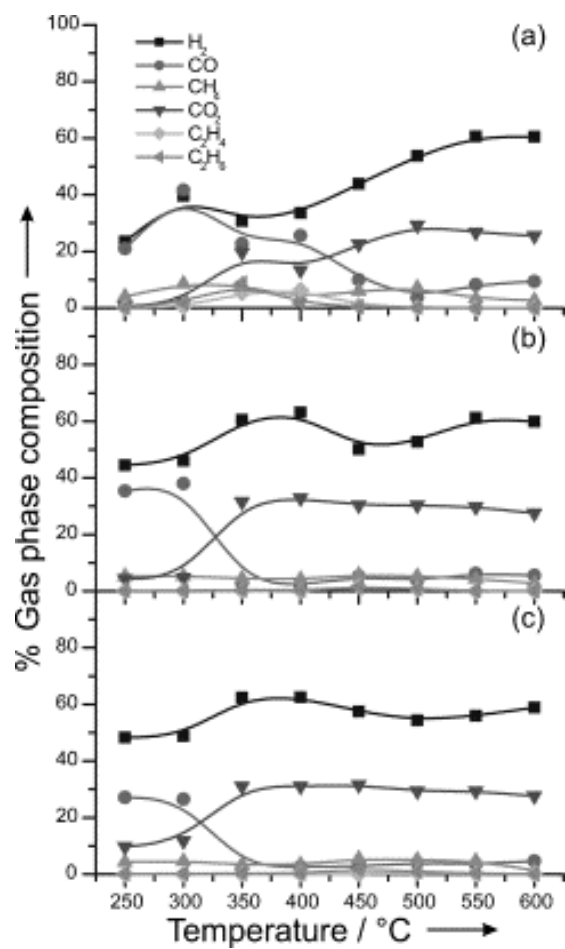 100
80
60
40
20
0
H₂
CO
CH₄
CO₂
C₂H₄
C₂H₆
(a)
80
60
40
20
0
(b)
80
60
40
20
0
(c)
% Gas phase composition
250 300 350 400 450 500 550 600
Temperature / °C